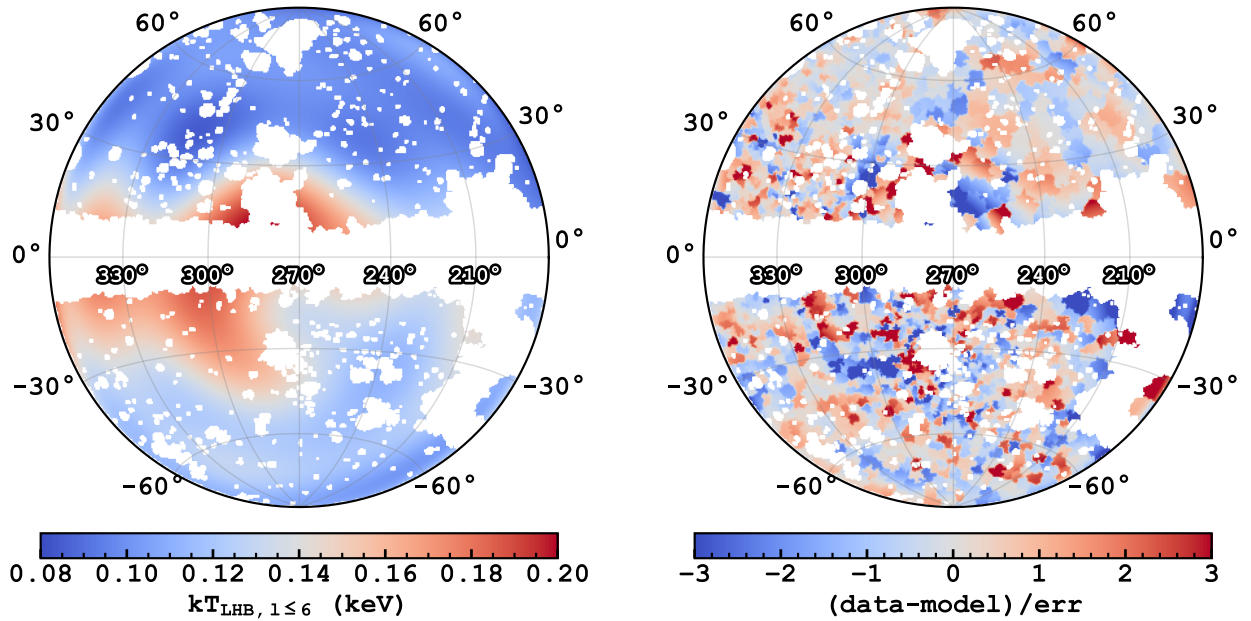 60° 60° 60° 60°
30° 30° 30° 30°
0° 0° 0° 0°
330° 300° 270° 240° 210° 330° 300° 270° 240° 210°
−30° −30° −30° −30°
−60° −60° −60° −60°
0.08 0.10 0.12 0.14 0.16 0.18 0.20 −3 −2 −1 0 1 2 3
kT_LHB, l≤6 (keV) (data-model)/err